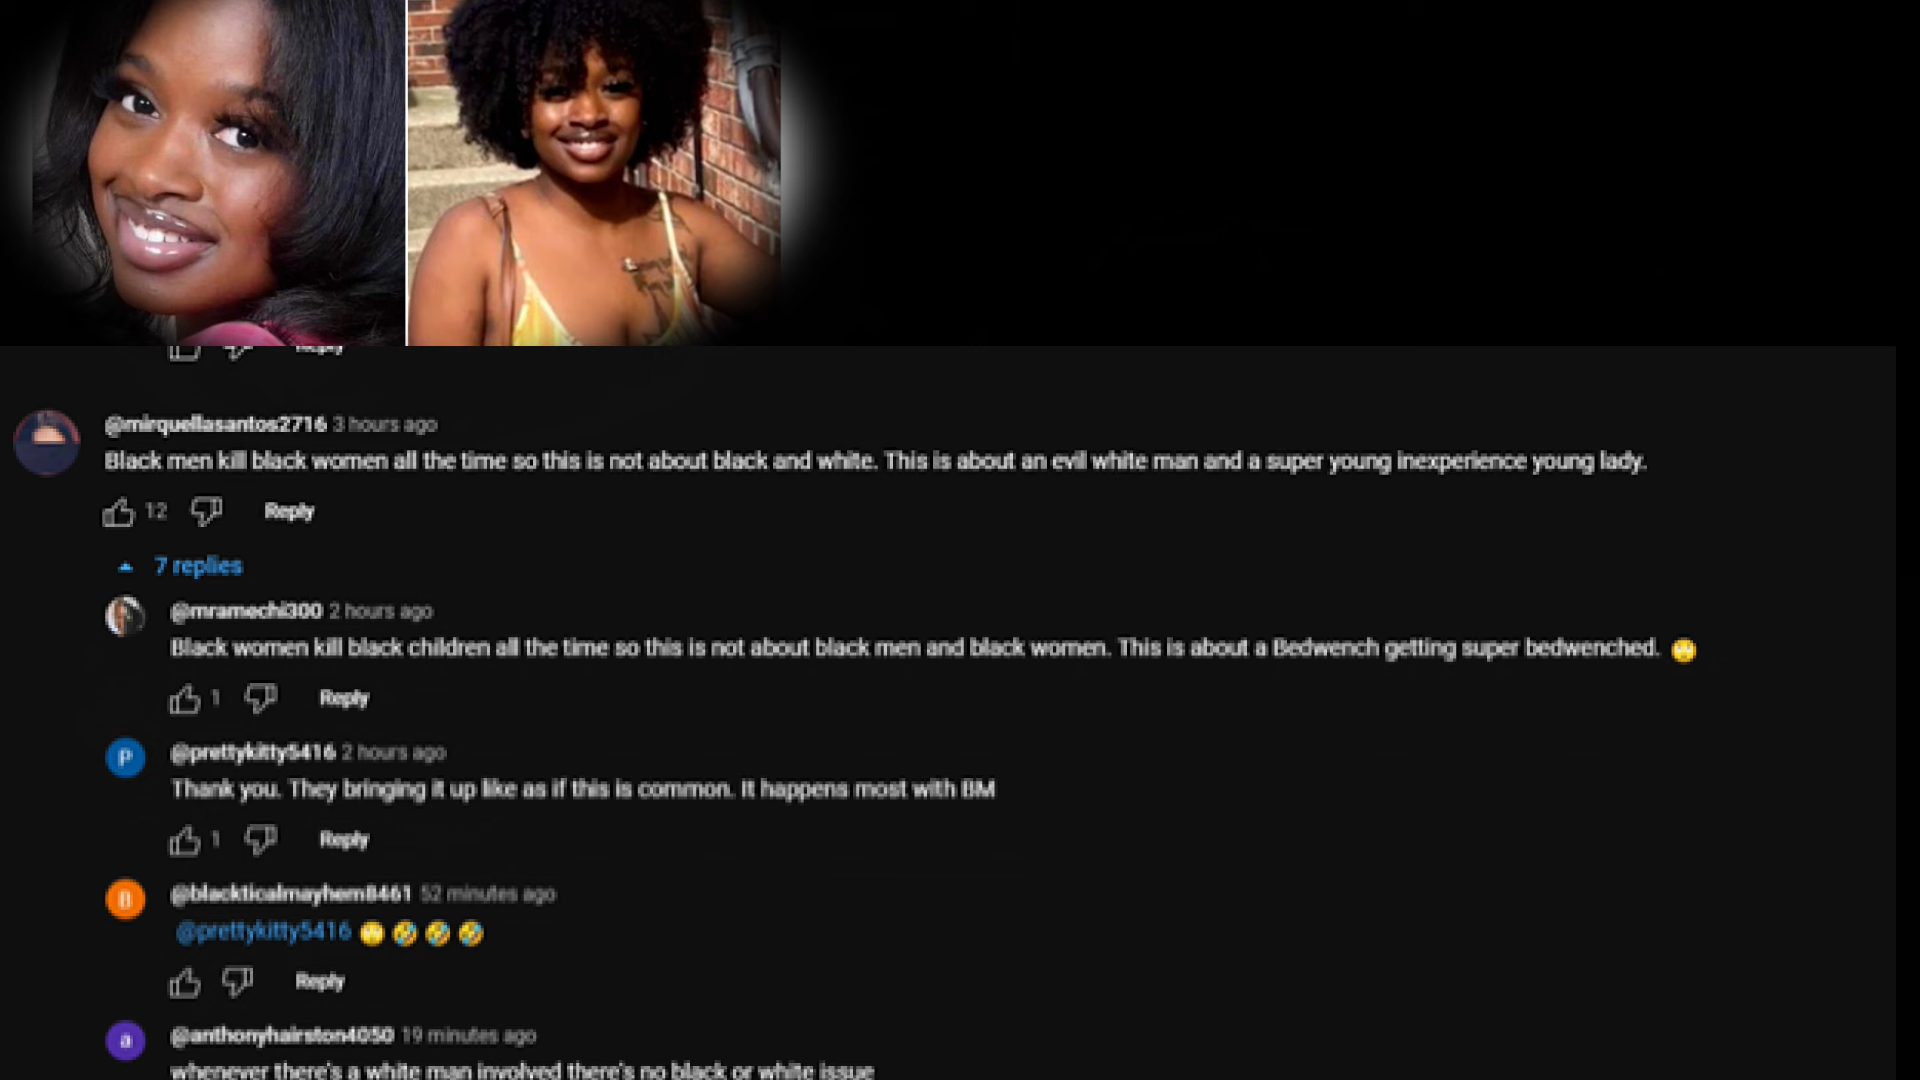 Reply
@mirquellasantos2716 3 hours ago
Black men kill black women all the time so this is not about black and white. This is about an evil white man and a super young inexperience young lady.
12 Reply
7 replies
@mramechi300 2 hours ago
Black women kill black children all the time so this is not about black men and black women. This is about a Bedwench getting super bedwenched. 🙄
1 Reply
P
@prettykitty5416 2 hours ago
Thank you. They bringing it up like as if this is common. It happens most with BM
1 Reply
B
@blackticalmayhem8461 52 minutes ago
@prettykitty5416 🙄🤣🤣🤣
Reply
a
@anthonyhairston4050 19 minutes ago
whenever there's a white man involved there's no black or white issue